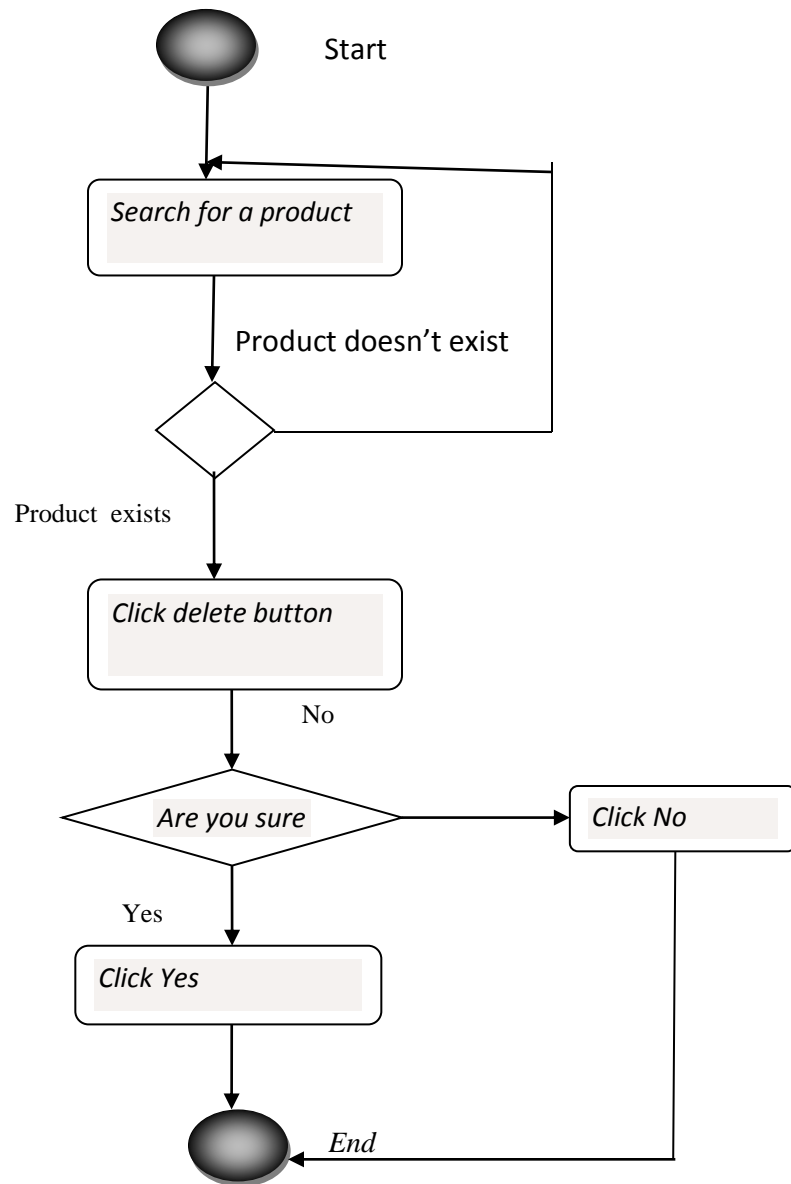 Start
Search for a product
Product doesn’t exist
Product exists
Click delete button
No
Are you sure
Click No
Yes
Click Yes
End